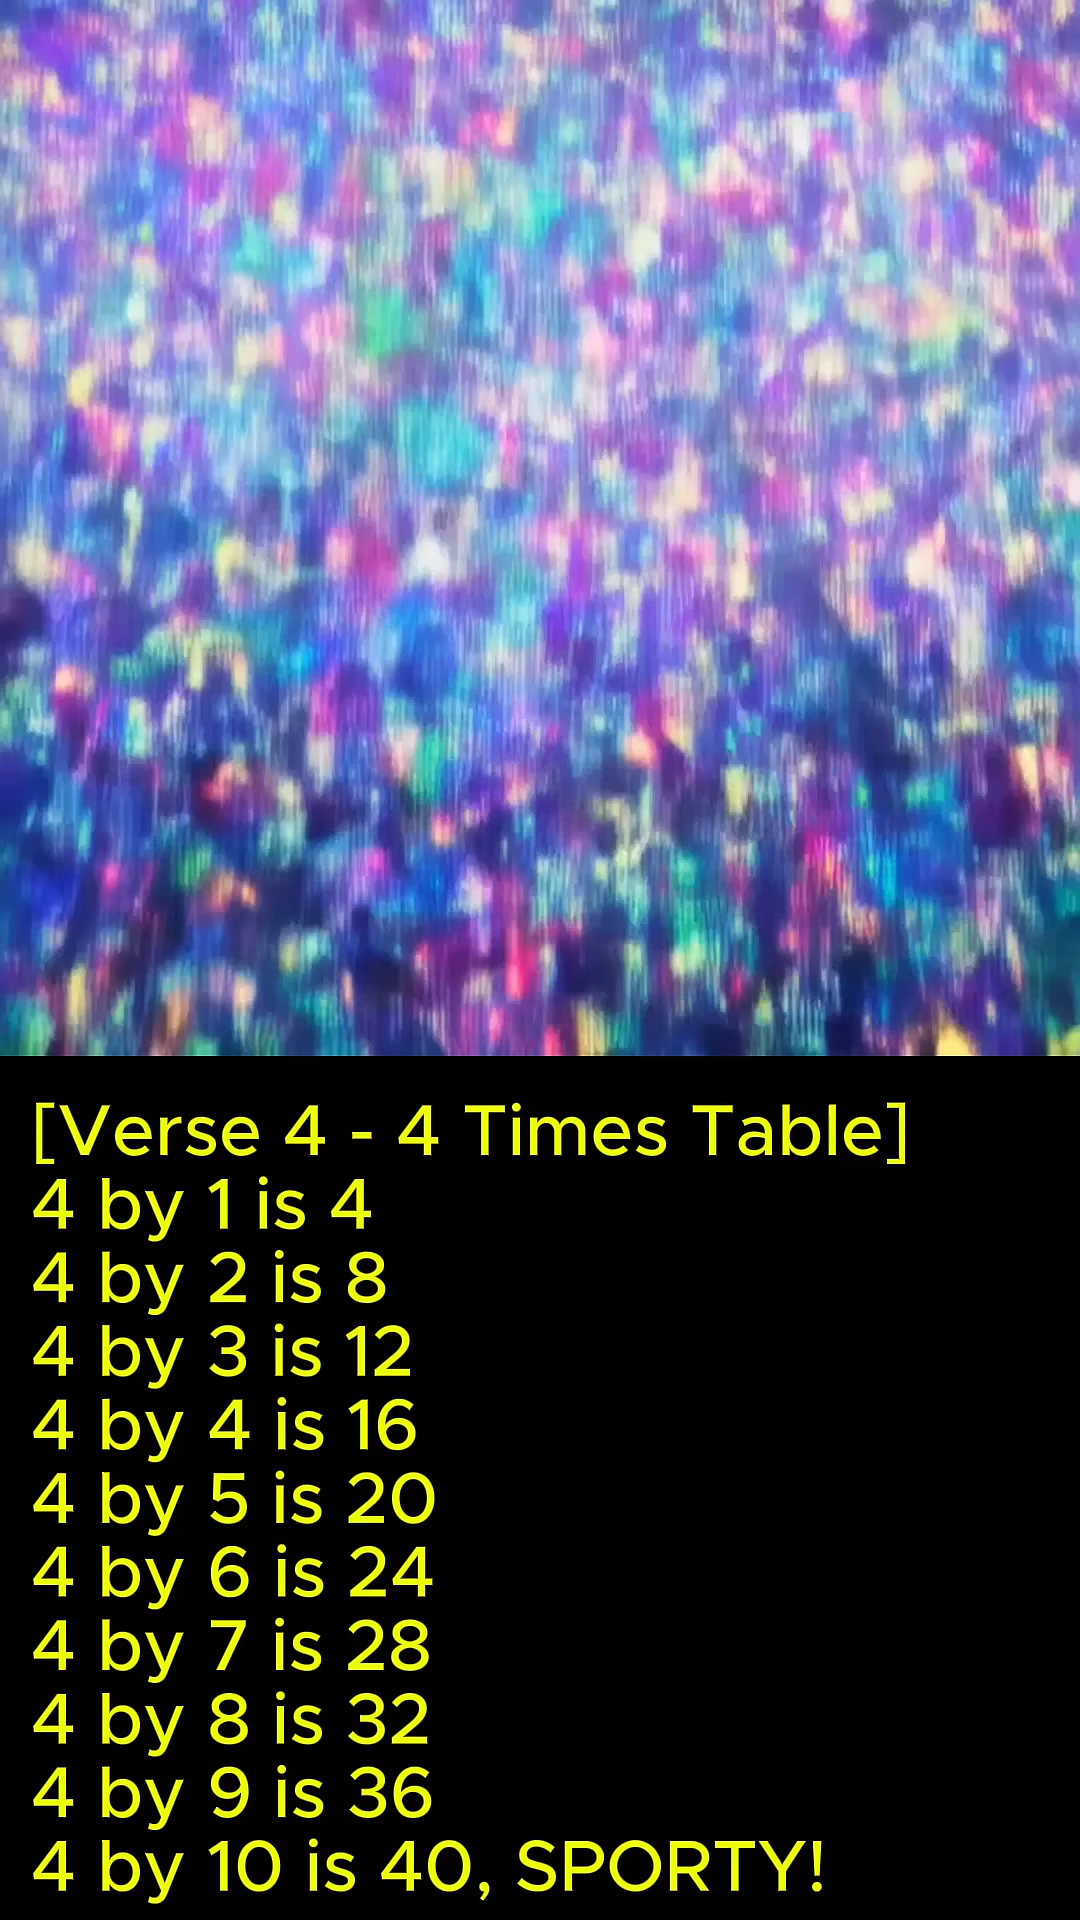 [Verse 4 - 4 Times Table]
4 by 1 is 4
4 by 2 is 8
4 by 3 is 12
4 by 4 is 16
4 by 5 is 20
4 by 6 is 24
4 by 7 is 28
4 by 8 is 32
4 by 9 is 36
4 by 10 is 40, SPORTY!